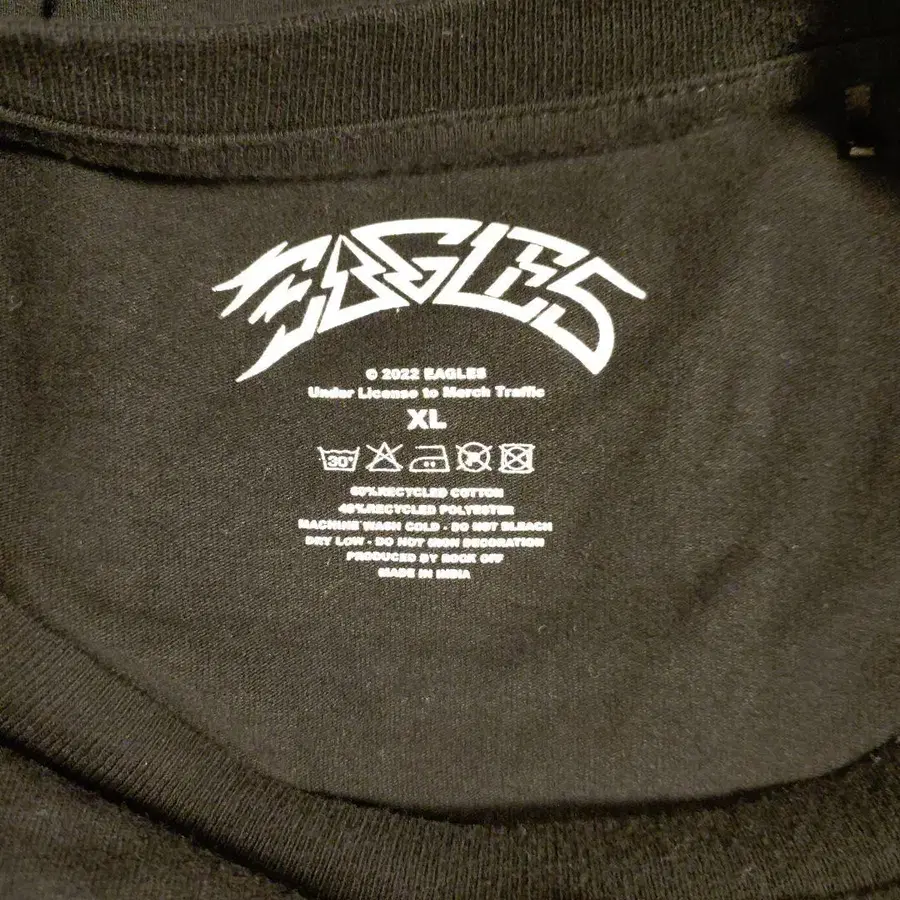 EAGLES
© 2022 EAGLES
Under License to Merch Traffic
XL
30°
60% RECYCLED COTTON
40% RECYCLED POLYESTER
MACHINE WASH COLD - DO NOT BLEACH
DRY LOW - DO NOT IRON DECORATION
PRODUCED BY ROCK OFF
MADE IN INDIA